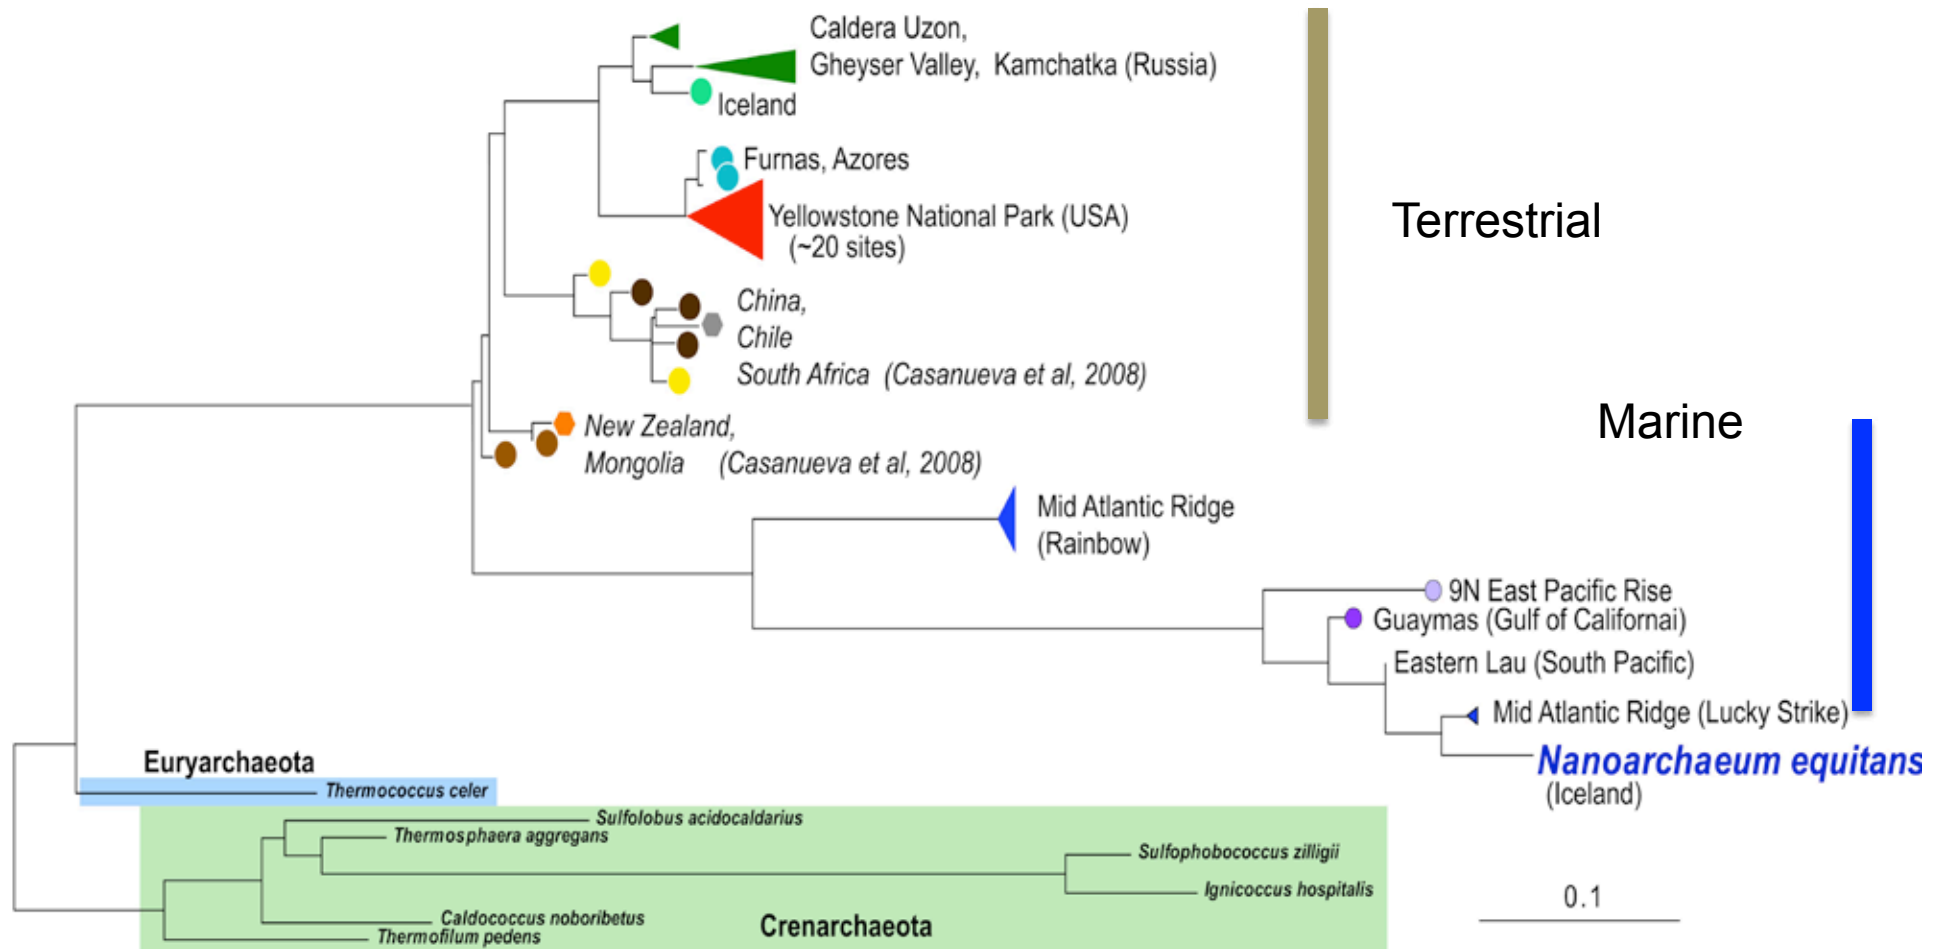 Caldera Uzon,
Gheyser Valley, Kamchatka (Russia)
Iceland
Furnas, Azores
Yellowstone National Park (USA)
(~20 sites)
Terrestrial
China,
Chile
South Africa (Casanueva et al, 2008)
Marine
New Zealand,
Mongolia (Casanueva et al, 2008)
Mid Atlantic Ridge
(Rainbow)
9N East Pacific Rise
Guaymas (Gulf of Californai)
Eastern Lau (South Pacific)
Mid Atlantic Ridge (Lucky Strike)
Nanoarchaeum equitans
(Iceland)
Euryarchaeota
Thermococcus celer
Sulfolobus acidocaldarius
Thermosphaera aggregans
Sulfophobococcus zilligii
Ignicoccus hospitalis
Caldococcus noboribetus
Thermofilum pedens
Crenarchaeota
0.1